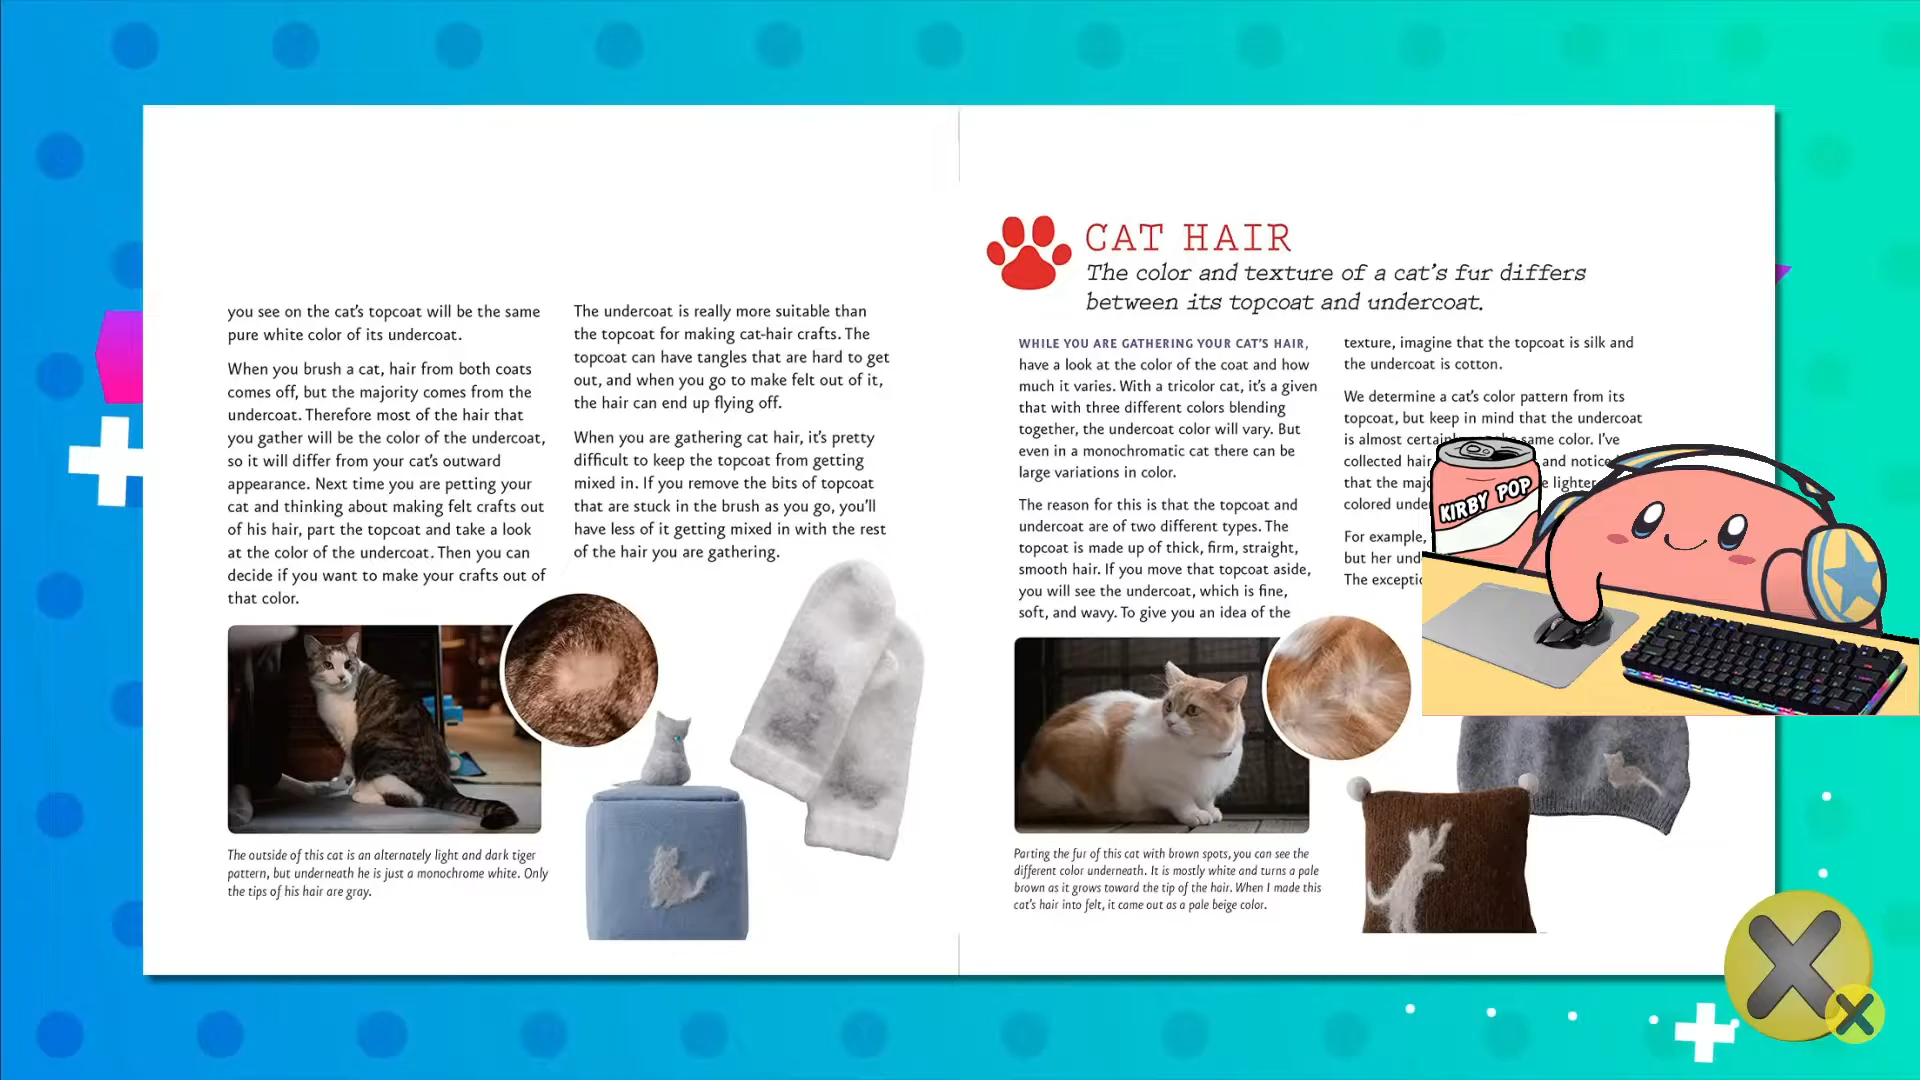 you see on the cat's topcoat will be the same
pure white color of its undercoat.
When you brush a cat, hair from both coats
comes off, but the majority comes from the
undercoat. Therefore most of the hair that
you gather will be the color of the undercoat,
so it will differ from your cat's outward
appearance. Next time you are petting your
cat and thinking about making felt crafts out
of his hair, part the topcoat and take a look
at the color of the undercoat. Then you can
decide if you want to make your crafts out of
that color.
The undercoat is really more suitable than
the topcoat for making cat-hair crafts. The
topcoat can have tangles that are hard to get
out, and when you go to make felt out of it,
the hair can end up flying off.
When you are gathering cat hair, it's pretty
difficult to keep the topcoat from getting
mixed in. If you remove the bits of topcoat
that are stuck in the brush as you go, you'll
have less of it getting mixed in with the rest
of the hair you are gathering.
The outside of this cat is an alternately light and dark tiger
pattern, but underneath he is just a monochrome white. Only
the tips of his hair are gray.
CAT HAIR
The color and texture of a cat's fur differs
between its topcoat and undercoat.
WHILE YOU ARE GATHERING YOUR CAT'S HAIR,
have a look at the color of the coat and how
much it varies. With a tricolor cat, it's a given
that with three different colors blending
together, the undercoat color will vary. But
even in a monochromatic cat there can be
large variations in color.
The reason for this is that the topcoat and
undercoat are of two different types. The
topcoat is made up of thick, firm, straight,
smooth hair. If you move that topcoat aside,
you will see the undercoat, which is fine,
soft, and wavy. To give you an idea of the
texture, imagine that the topcoat is silk and
the undercoat is cotton.
We determine a cat's color pattern from its
topcoat, but keep in mind that the undercoat
is almost same color. I've
collected hair and
that the lighter
colored
For example,
but her
The
Parting the fur of this cat with brown spots, you can see the
different color underneath. It is mostly white and turns a pale
brown as it grows toward the tip of the hair. When I made this
cat's hair into felt, it came out as a pale beige color.
KIRBY POP